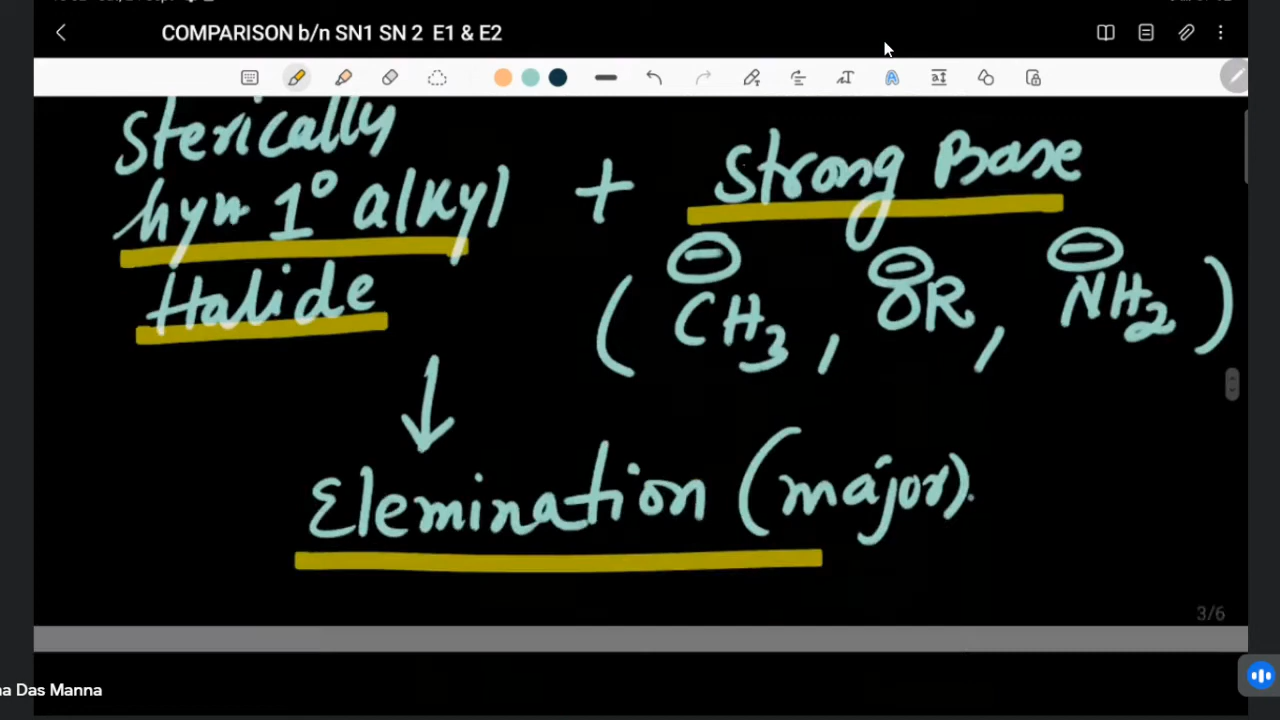 COMPARISON b/n SN1 SN 2 E1 & E2
Sterically
hyn 1° alkyl + Strong Base
Halide
(⊖CH3, ⊖OR, ⊖NH2)
↓
Elemination (major).
3/6
a Das Manna